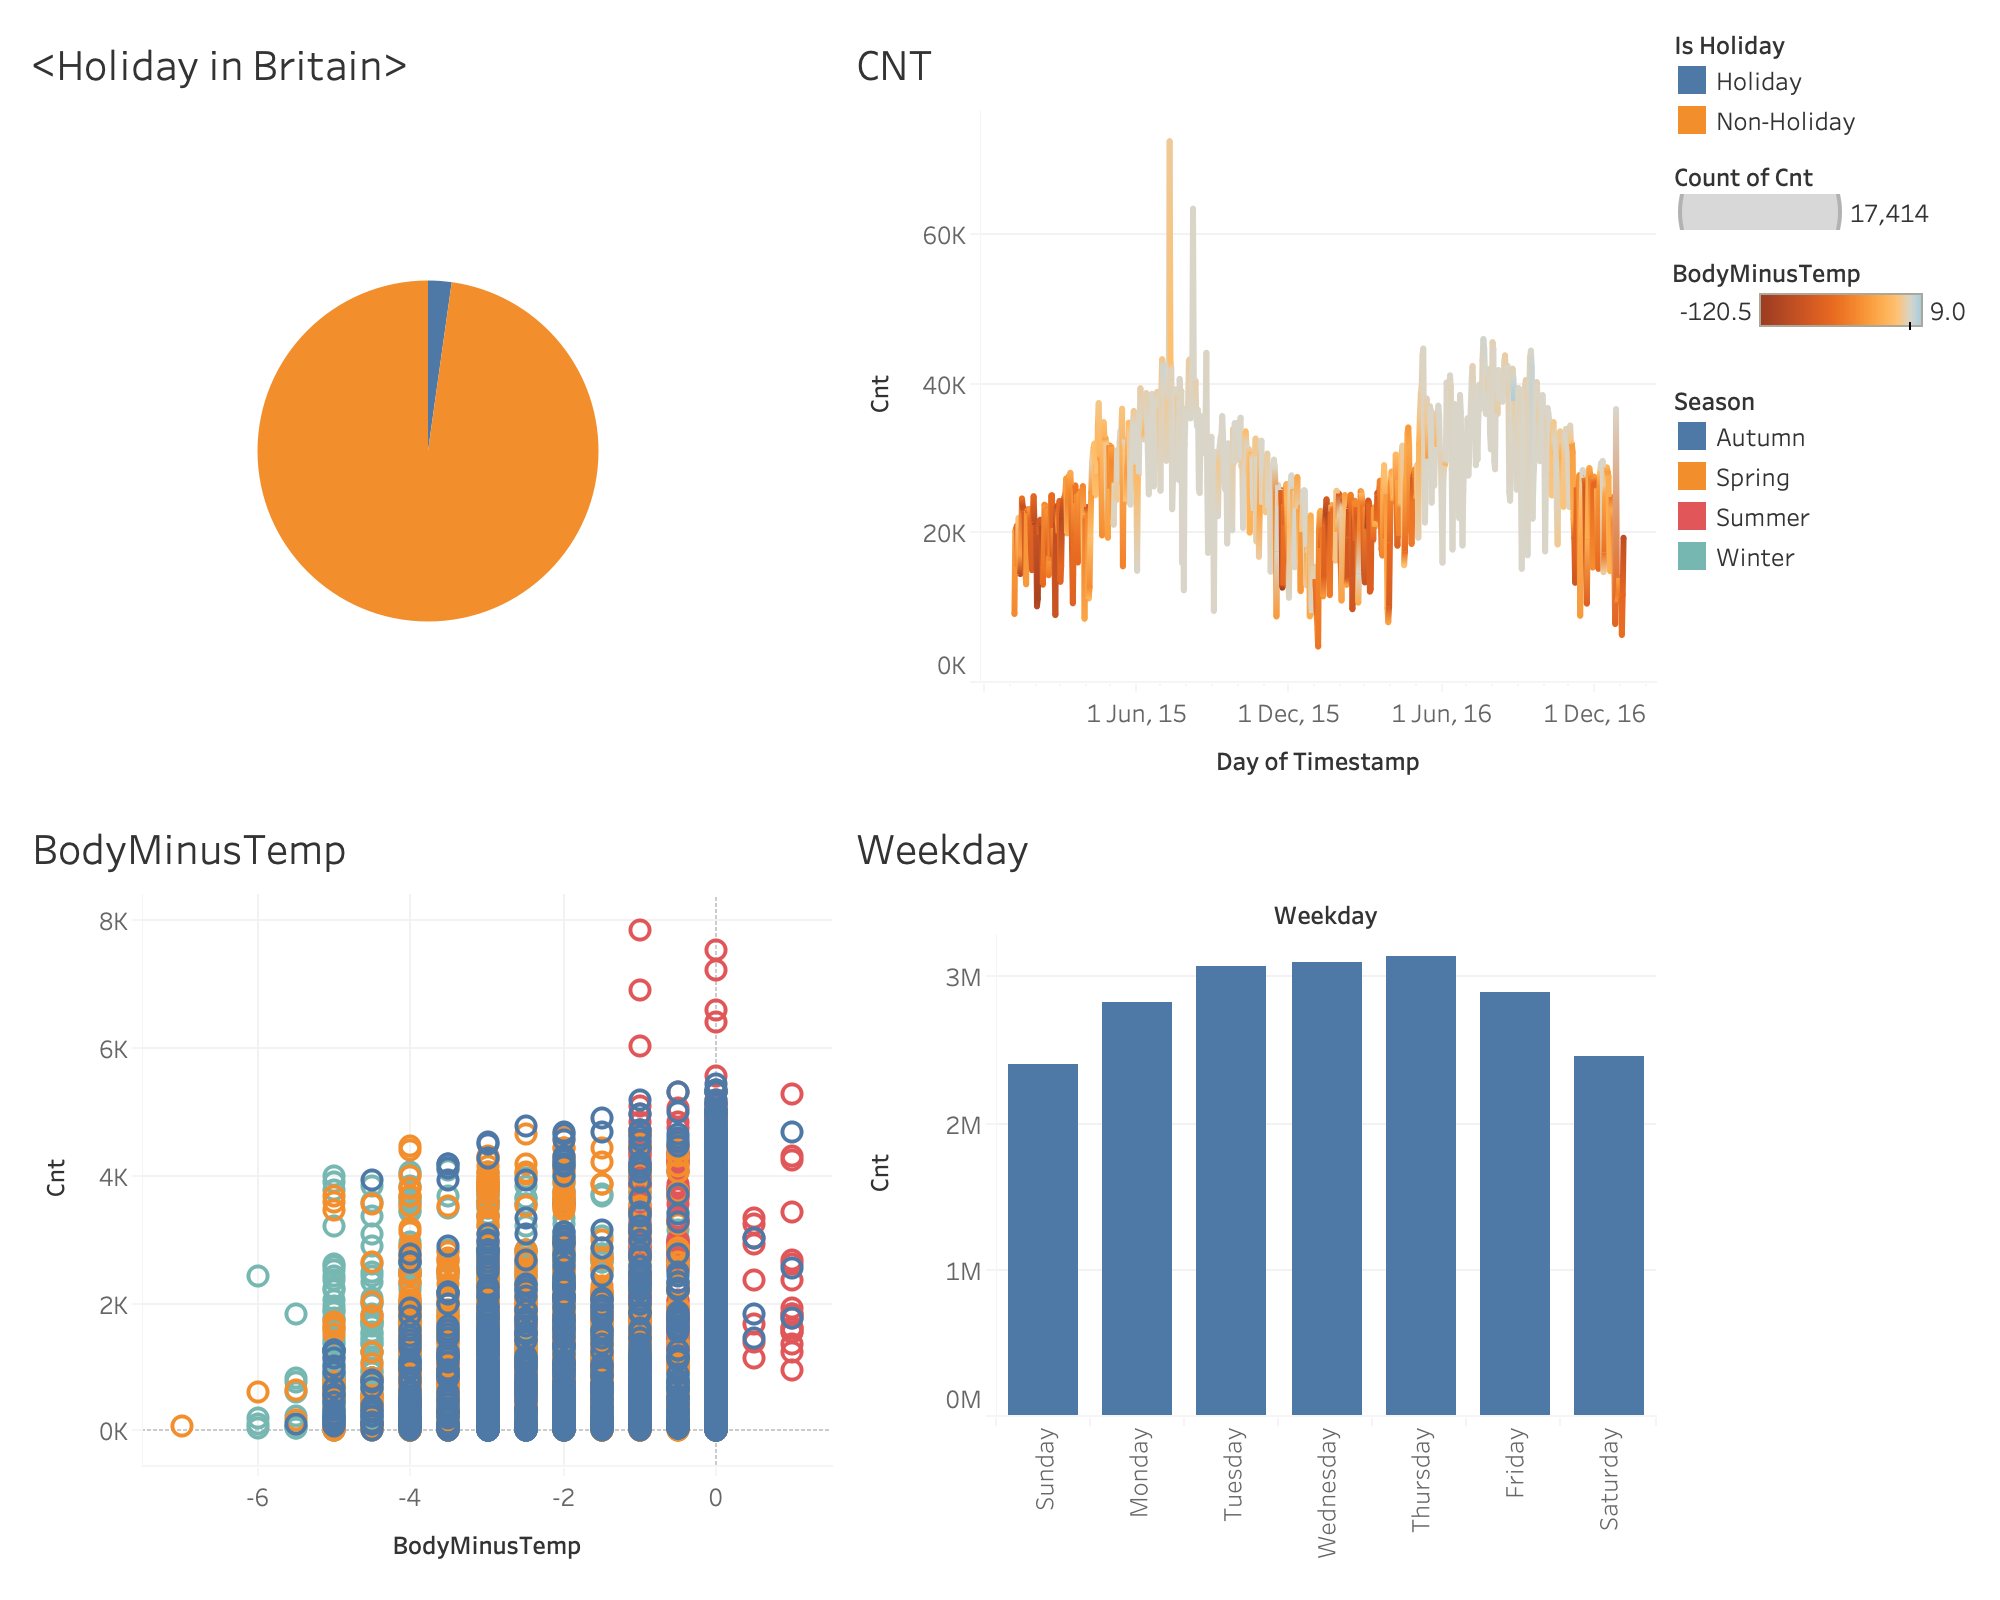 <Holiday in Britain>
CNT
60K
40K
20K
0K
Cnt
1 Jun, 15
1 Dec, 15
1 Jun, 16
1 Dec, 16
Day of Timestamp
Is Holiday
Holiday
Non-Holiday
Count of Cnt
17,414
BodyMinusTemp
-120.5
9.0
Season
Autumn
Spring
Summer
Winter
BodyMinusTemp
8K
6K
4K
2K
0K
Cnt
-6
-4
-2
0
BodyMinusTemp
Weekday
Weekday
3M
2M
1M
0M
Cnt
Sunday
Monday
Tuesday
Wednesday
Thursday
Friday
Saturday